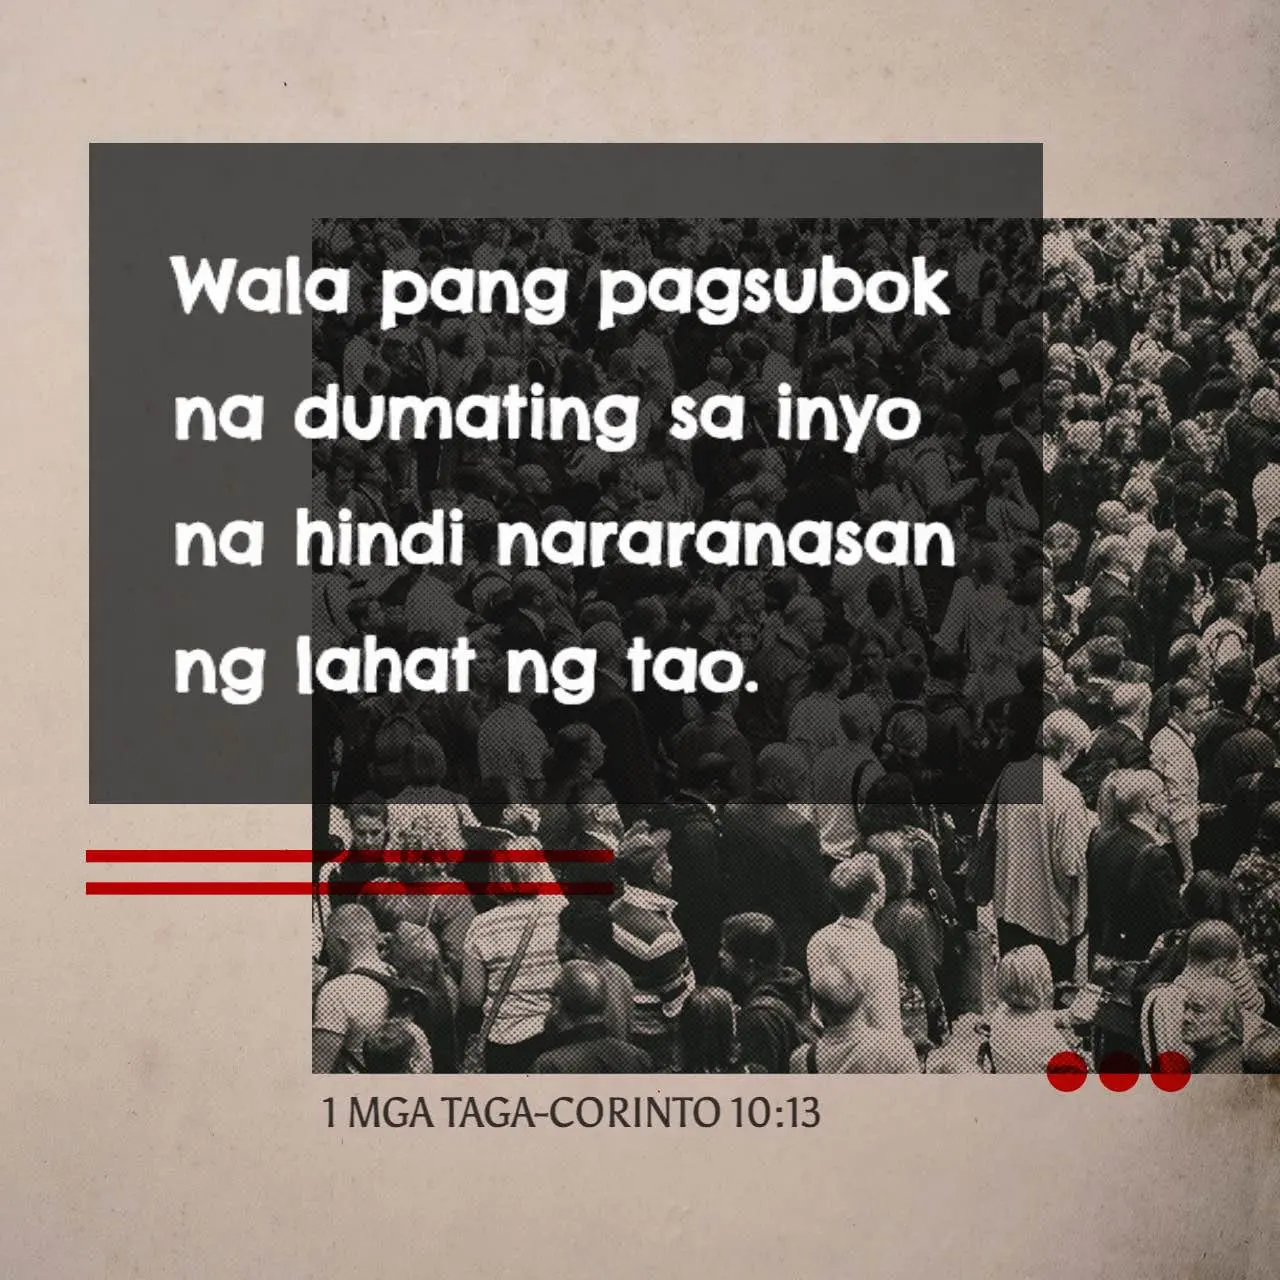 Wala pang pagsubok
na dumating sa inyo
na hindi nararanasan
ng lahat ng tao.
1 MGA TAGA-CORINTO 10:13